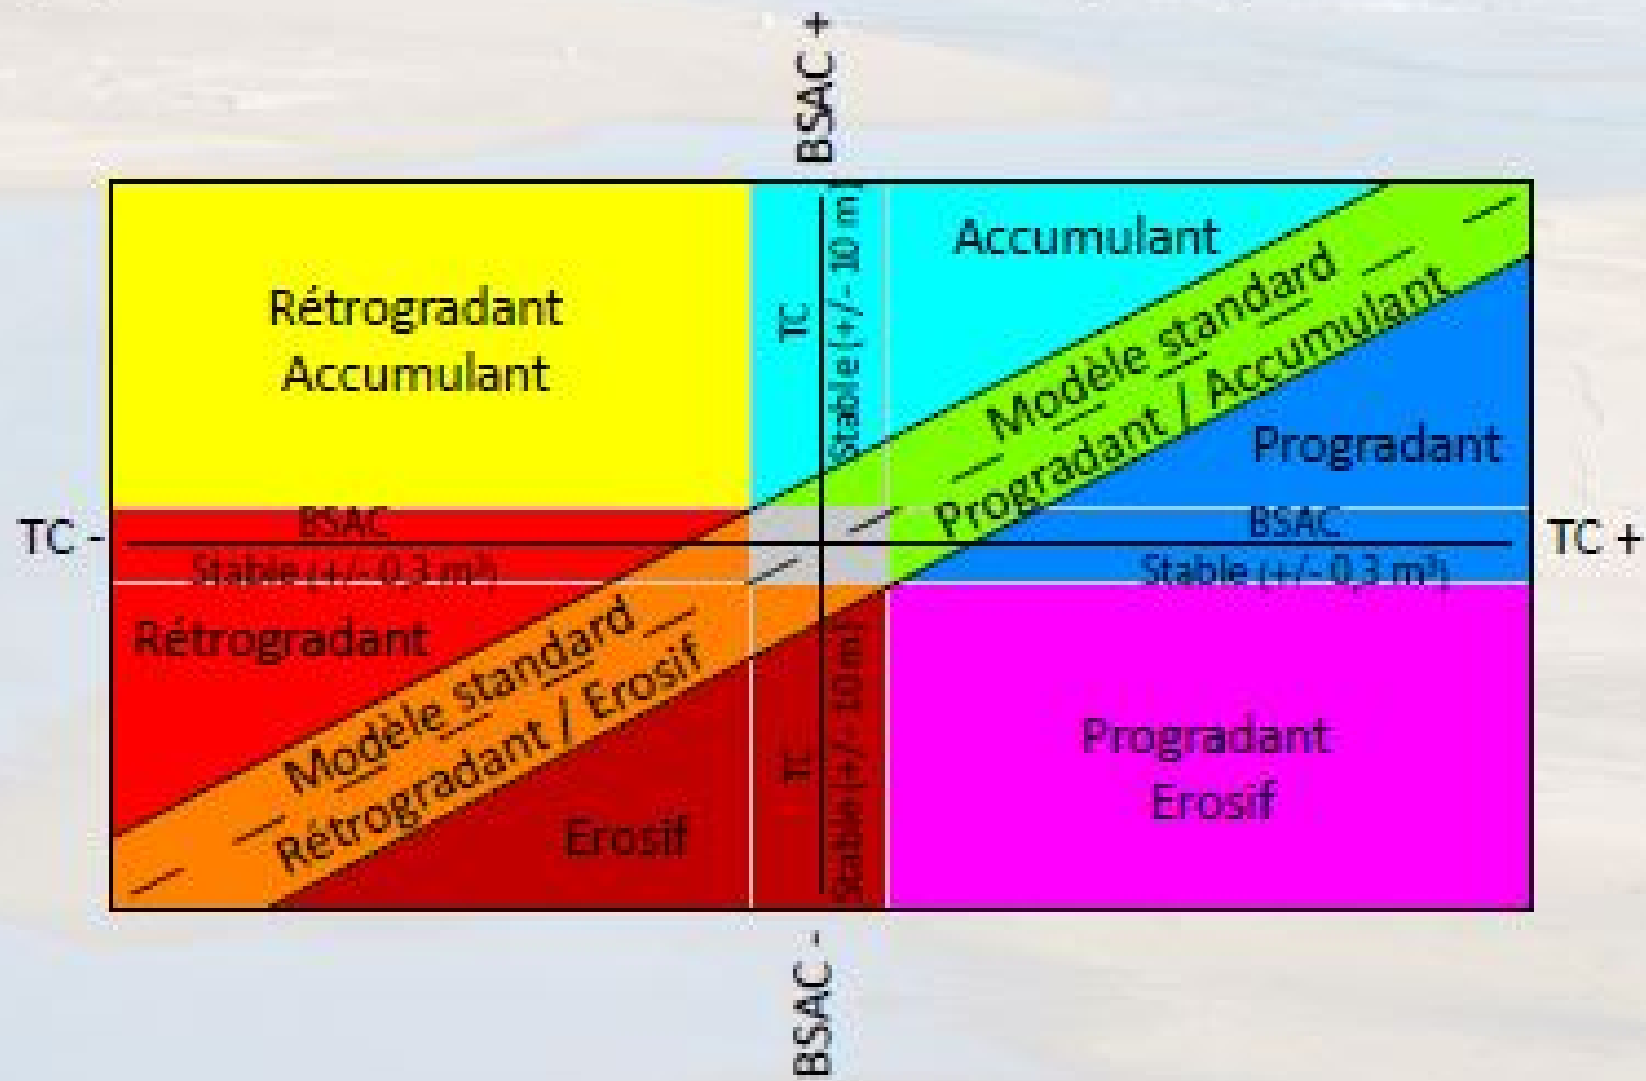 BSAC +
Rétrogradant
Accumulant
TC
Stable (+/- 10 m)
Accumulant
Modèle standard
Progradant / Accumulant
Progradant
TC -
BSAC
Stable (+/- 0,3 m³)
BSAC
Stable (+/- 0,3 m³)
TC +
Rétrogradant
Modèle standard
Rétrogradant / Erosif
Erosif
TC
Stable (+/- 10 m)
Progradant
Erosif
BSAC -